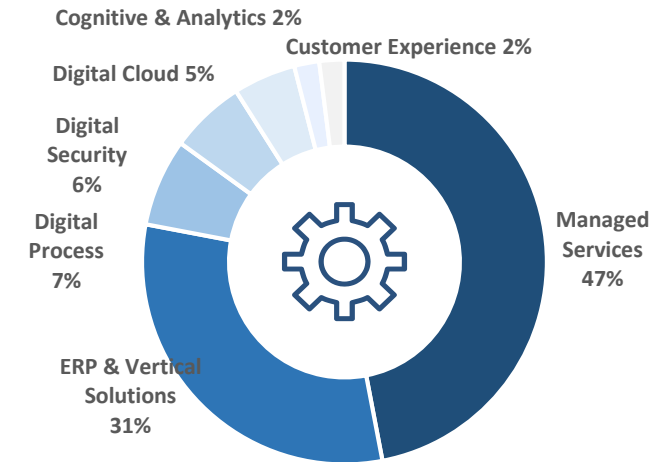 Cognitive & Analytics 2%
Customer Experience 2%
Digital Cloud 5%
Digital
Security
6%
Digital
Process
7%
Managed
Services
47%
ERP & Vertical
Solutions
31%